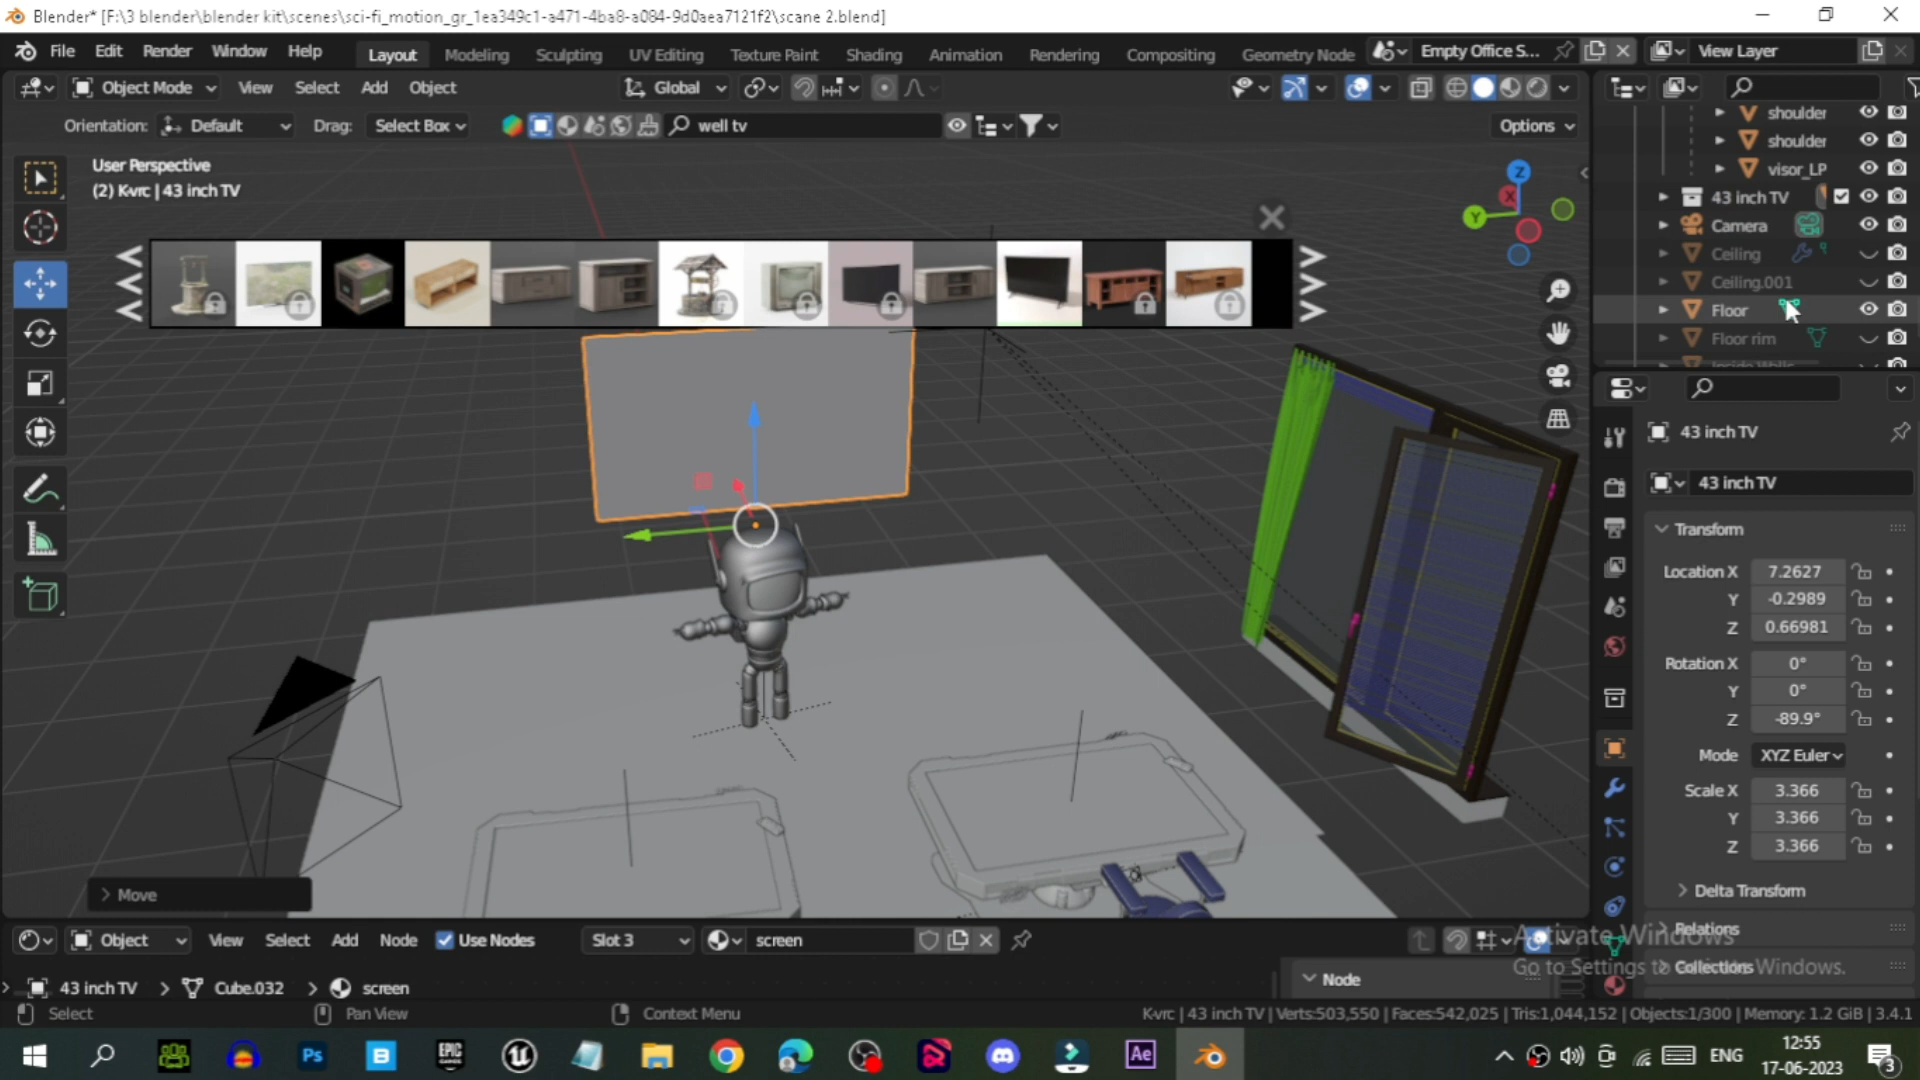 Blender* [F:\3 blender\blender kit\scenes\sci-fi_motion_gr_1ea349c1-a471-4ba8-a084-9d0aea7121f2\scane 2.blend]
File Edit Render Window Help Layout Modeling Sculpting UV Editing Texture Paint Shading Animation Rendering Compositing Geometry Node Empty Office S... View Layer
Object Mode View Select Add Object Global
Orientation: Default Drag: Select Box well tv Options
User Perspective
(2) Kvrc | 43 inch TV
X
Y
Z
shoulder
shoulder
visor_LP
43 inch TV
Camera
Ceiling
Ceiling.001
Floor
Floor rim
43 inch TV
43 inch TV
Transform
Location X 7.2627
Y -0.2989
Z 0.66981
Rotation X 0°
Y 0°
Z -89.9°
Mode XYZ Euler
Scale X 3.366
Y 3.366
Z 3.366
Delta Transform
Relations
Collections
Move
Activate Windows
Go to Settings to activate Windows.
Object View Select Add Node Use Nodes Slot 3 screen
43 inch TV > Cube.032 > screen
Node
Select Pan View Context Menu Kvrc | 43 inch TV | Verts:503,550 | Faces:542,025 | Tris:1,044,152 | Objects:1/300 | Memory: 1.2 GiB | 3.4.1
Ps B EPIC GAMES Ae ENG 12:55
17-06-2023 3